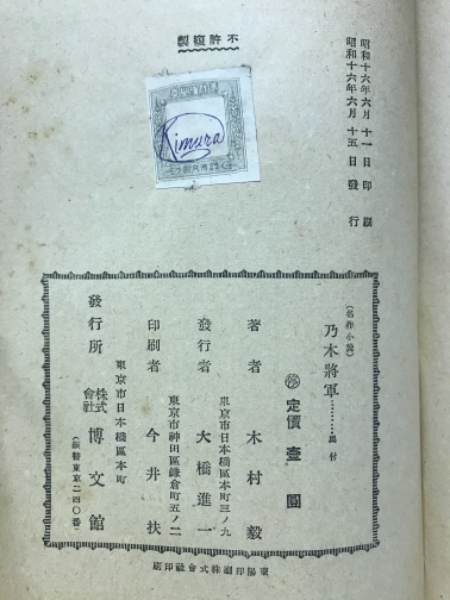 不許複製
昭和十六年六月十一日印刷
昭和十六年六月十五日發行
Kimura
(名作小說)
乃木將軍………
定價壹圓
著者 木村毅
東京市日本橋區本町三ノ九
發行者 大橋進一
東京市神田區鎌倉町五ノ二
印刷者 今井扶
東京市日本橋區本町
發行所 株式會社 博文館
(振替東京二四〇番)
東陽印刷株式會社印刷